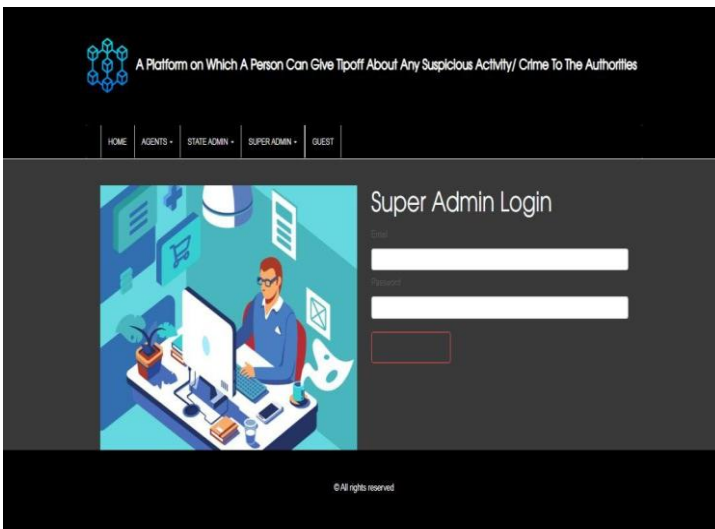 A Platform on Which A Person Can Give Tipoff About Any Suspicious Activity/ Crime To The Authorities
HOME
AGENTS
STATE ADMIN
SUPER ADMIN
GUEST
Super Admin Login
Email
Password
© All rights reserved